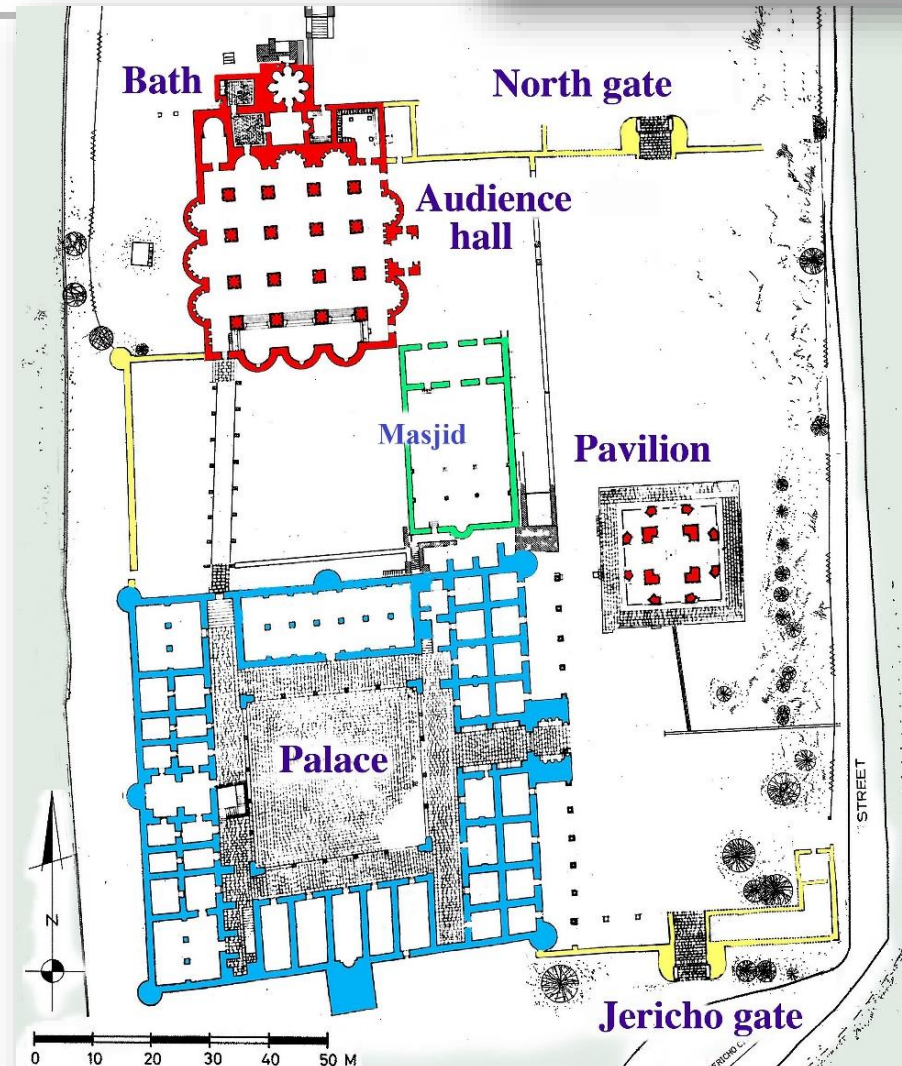 Bath
North gate
Audience
hall
Masjid
Pavilion
Palace
STREET
N
Jericho gate
0 10 20 30 40 50 M